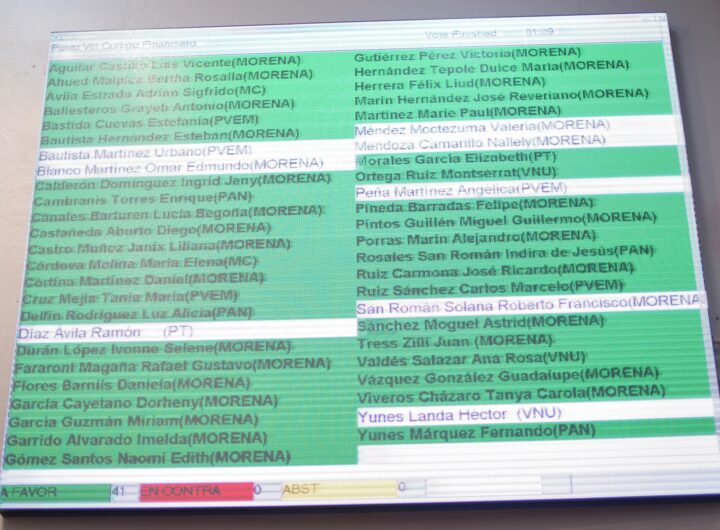 Punto VIII Codigo Financiero
Vote Finished 01:09
Aguilar Castillo Luis Vicente(MORENA)
Ahued Malpica Bertha Rosalia(MORENA)
Avila Estrada Adrian Sigfrido(MC)
Ballesteros Grayeb Antonio(MORENA)
Bastida Cuevas Estefania(PVEM)
Bautista Hernández Esteban(MORENA)
Bautista Martínez Urbano(PVEM)
Blanco Martínez Omar Edmundo(MORENA)
Calderón Domínguez Ingrid Jeny(MORENA)
Cambranis Torres Enrique(PAN)
Canales Barturen Lucía Begoña(MORENA)
Castañeda Aburto Diego(MORENA)
Castro Muñoz Janix Liliana(MORENA)
Córdova Molina María Elena(MC)
Cortina Martínez Daniel(MORENA)
Cruz Mejía Tania María(PVEM)
Delfín Rodríguez Luz Alicia(PAN)
Díaz Ávila Ramón (PT)
Durán López Ivonne Selene(MORENA)
Fararoni Magaña Rafael Gustavo(MORENA)
Flores Barnils Daniela(MORENA)
García Cayetano Dorheny(MORENA)
García Guzmán Miriam(MORENA)
Garrido Alvarado Imelda(MORENA)
Gómez Santos Naomi Edith(MORENA)
Gutiérrez Pérez Victoria(MORENA)
Hernández Tepole Dulce María(MORENA)
Herrera Félix Liud(MORENA)
Marín Hernández José Reveriano(MORENA)
Martínez Marie Paul(MORENA)
Méndez Moctezuma Valeria(MORENA)
Mendoza Camarillo Nallely(MORENA)
Morales García Elizabeth(PT)
Ortega Ruiz Montserrat(VNU)
Peña Martínez Angélica(PVEM)
Pineda Barradas Felipe(MORENA)
Pintos Guillén Miguel Guillermo(MORENA)
Porras Marín Alejandro(MORENA)
Rosales San Román Indira de Jesús(PAN)
Ruiz Carmona José Ricardo(MORENA)
Ruiz Sánchez Carlos Marcelo(PVEM)
San Román Solana Roberto Francisco(MORENA
Sánchez Moguel Astrid(MORENA)
Tress Zilli Juan (MORENA)
Valdés Salazar Ana Rosa(VNU)
Vázquez González Guadalupe(MORENA)
Viveros Cházaro Tanya Carola(MORENA)
Yunes Landa Hector (VNU)
Yunes Márquez Fernando(PAN)
A FAVOR 41 EN CONTRA 0 ABST 0